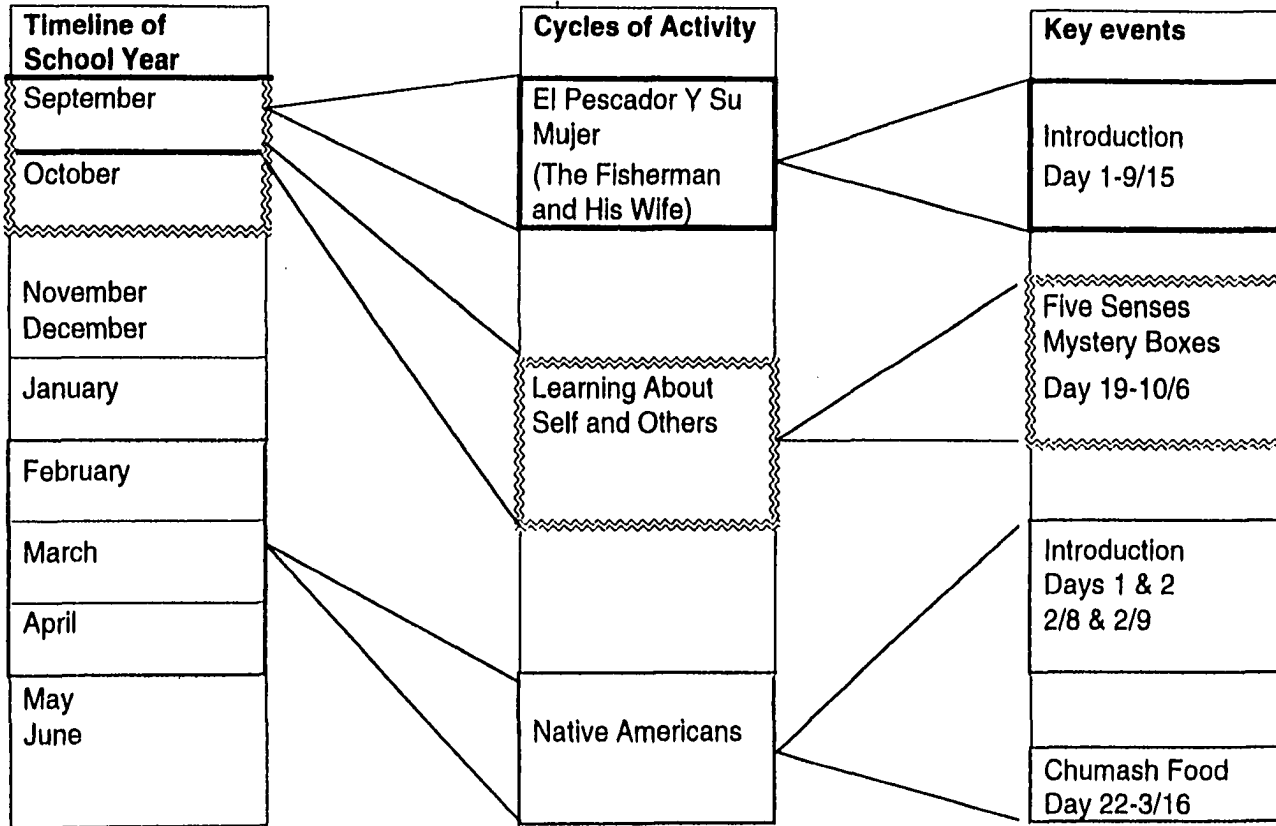 Timeline of
School Year
September
October
November
December
January
February
March
April
May
June
Cycles of Activity
El Pescador Y Su
Mujer
(The Fisherman
and His Wife)
Learning About
Self and Others
Native Americans
Key events
Introduction
Day 1-9/15
Five Senses
Mystery Boxes
Day 19-10/6
Introduction
Days 1 & 2
2/8 & 2/9
Chumash Food
Day 22-3/16